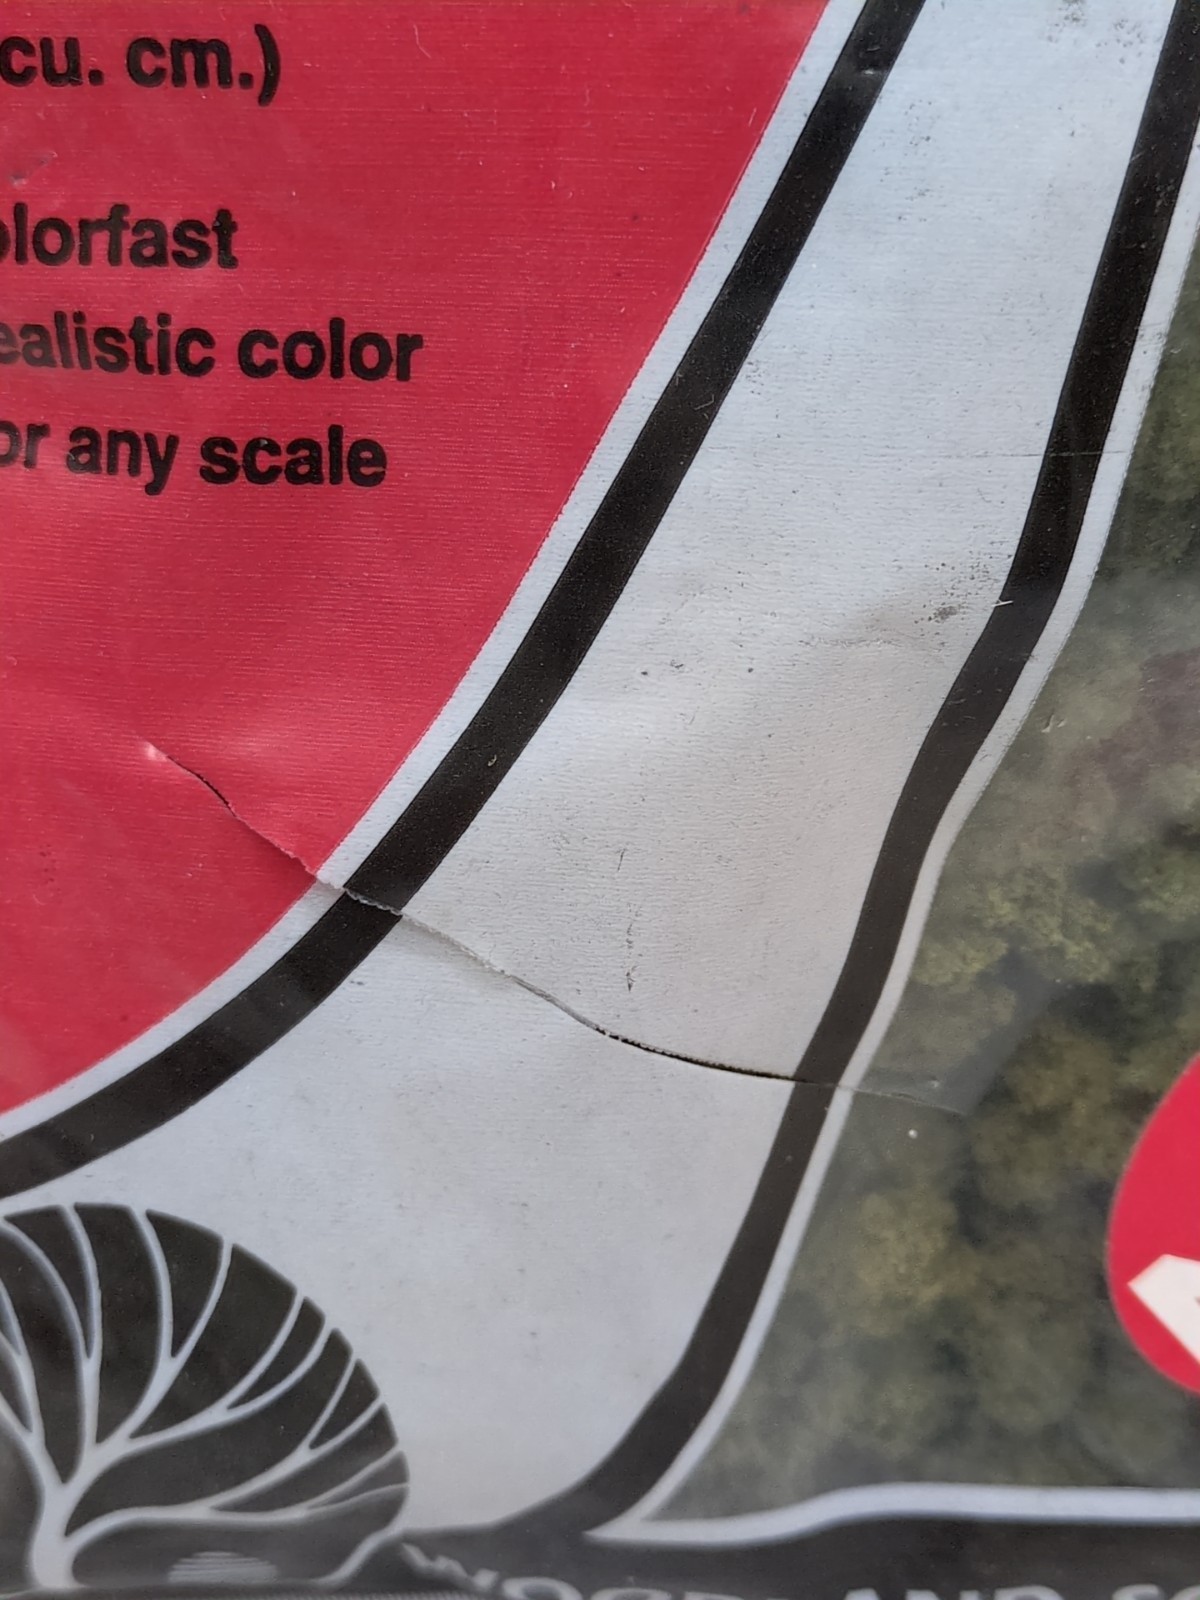 cu. cm.)
olorfast
ealistic color
or any scale